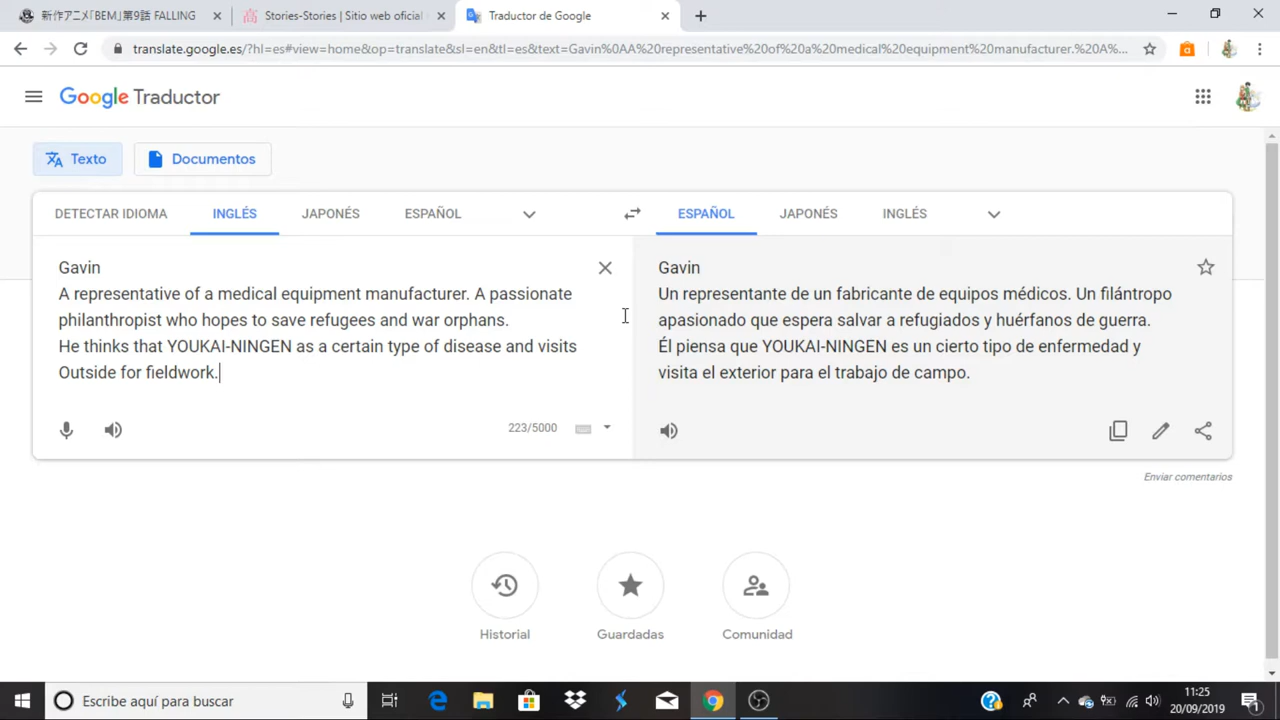 新作アニメ「BEM」第9話 FALLING
Stories-Stories | Sitio web oficial
Traductor de Google
translate.google.es/?hl=es#view=home&op=translate&sl=en&tl=es&text=Gavin%0AA%20representative%20of%20a%20medical%20equipment%20manufacturer.%20A%...
Google Traductor
Texto
Documentos
DETECTAR IDIOMA INGLÉS JAPONÉS ESPAÑOL
ESPAÑOL JAPONÉS INGLÉS
Gavin
A representative of a medical equipment manufacturer. A passionate
philanthropist who hopes to save refugees and war orphans.
He thinks that YOUKAI-NINGEN as a certain type of disease and visits
Outside for fieldwork.
223/5000
Gavin
Un representante de un fabricante de equipos médicos. Un filántropo
apasionado que espera salvar a refugiados y huérfanos de guerra.
Él piensa que YOUKAI-NINGEN es un cierto tipo de enfermedad y
visita el exterior para el trabajo de campo.
Enviar comentarios
Historial
Guardadas
Comunidad
Escribe aquí para buscar
11:25
20/09/2019